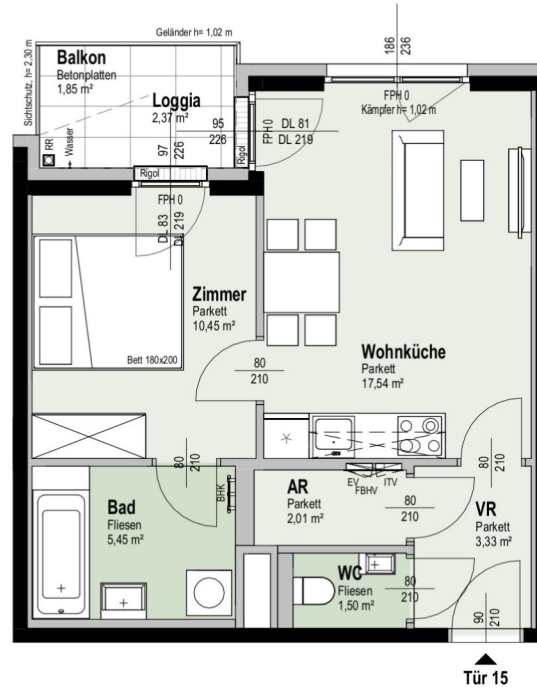 Geländer h= 1,02 m
Sichtschutz, h= 2,30 m
Balkon
Betonplatten
1,85 m²
Loggia
2,37 m²
186
236
FPH 0
Kämpfer h= 1,02 m
95
226
FPH 0
DL 81
DL 219
RR
Wasser
97
226
Rigol
Rigol
FPH 0
DL 83
DL 219
Zimmer
Parkett
10,45 m²
Bett 180x200
80
210
Wohnküche
Parkett
17,54 m²
80
210
80
210
Bad
Fliesen
5,45 m²
BHK
AR
Parkett
2,01 m²
EV
FBHV
ITV
80
210
VR
Parkett
3,33 m²
WC
Fliesen
1,50 m²
80
210
90
210
Tür 15